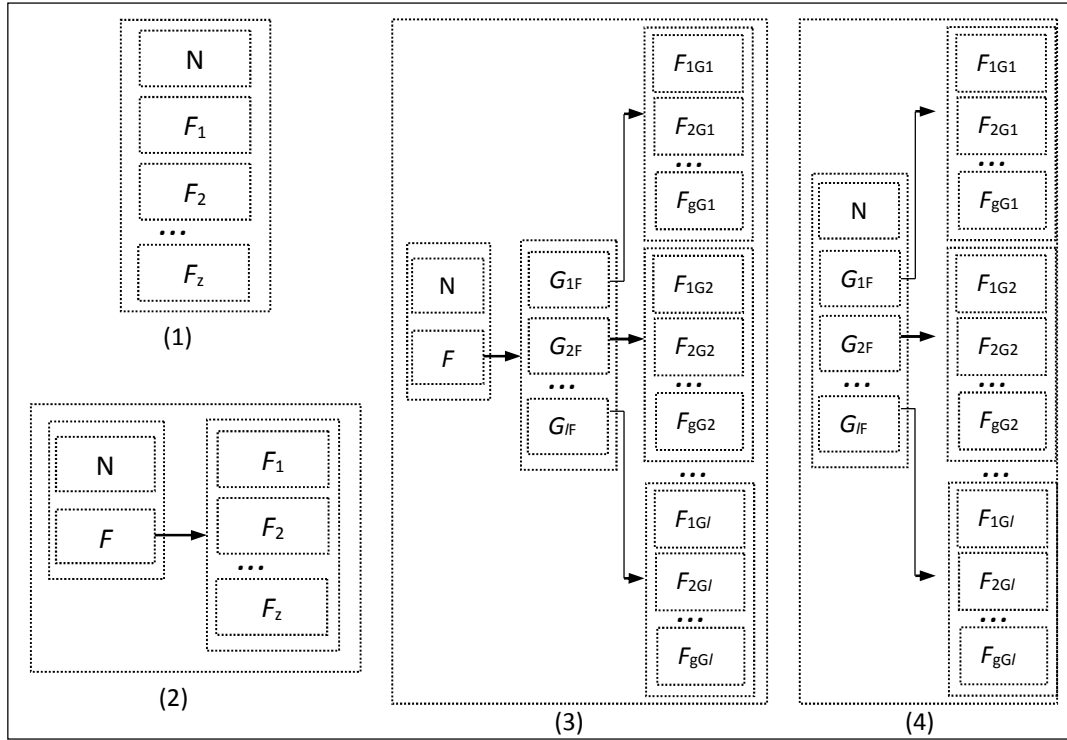 N
F1
F2
...
Fz
(1)
N
F
F1
F2
...
Fz
(2)
N
F
G1F
G2F
...
GlF
F1G1
F2G1
...
FgG1
F1G2
F2G2
...
FgG2
...
F1Gl
F2Gl
...
FgGl
(3)
N
G1F
G2F
...
GlF
F1G1
F2G1
...
FgG1
F1G2
F2G2
...
FgG2
...
F1Gl
F2Gl
...
FgGl
(4)